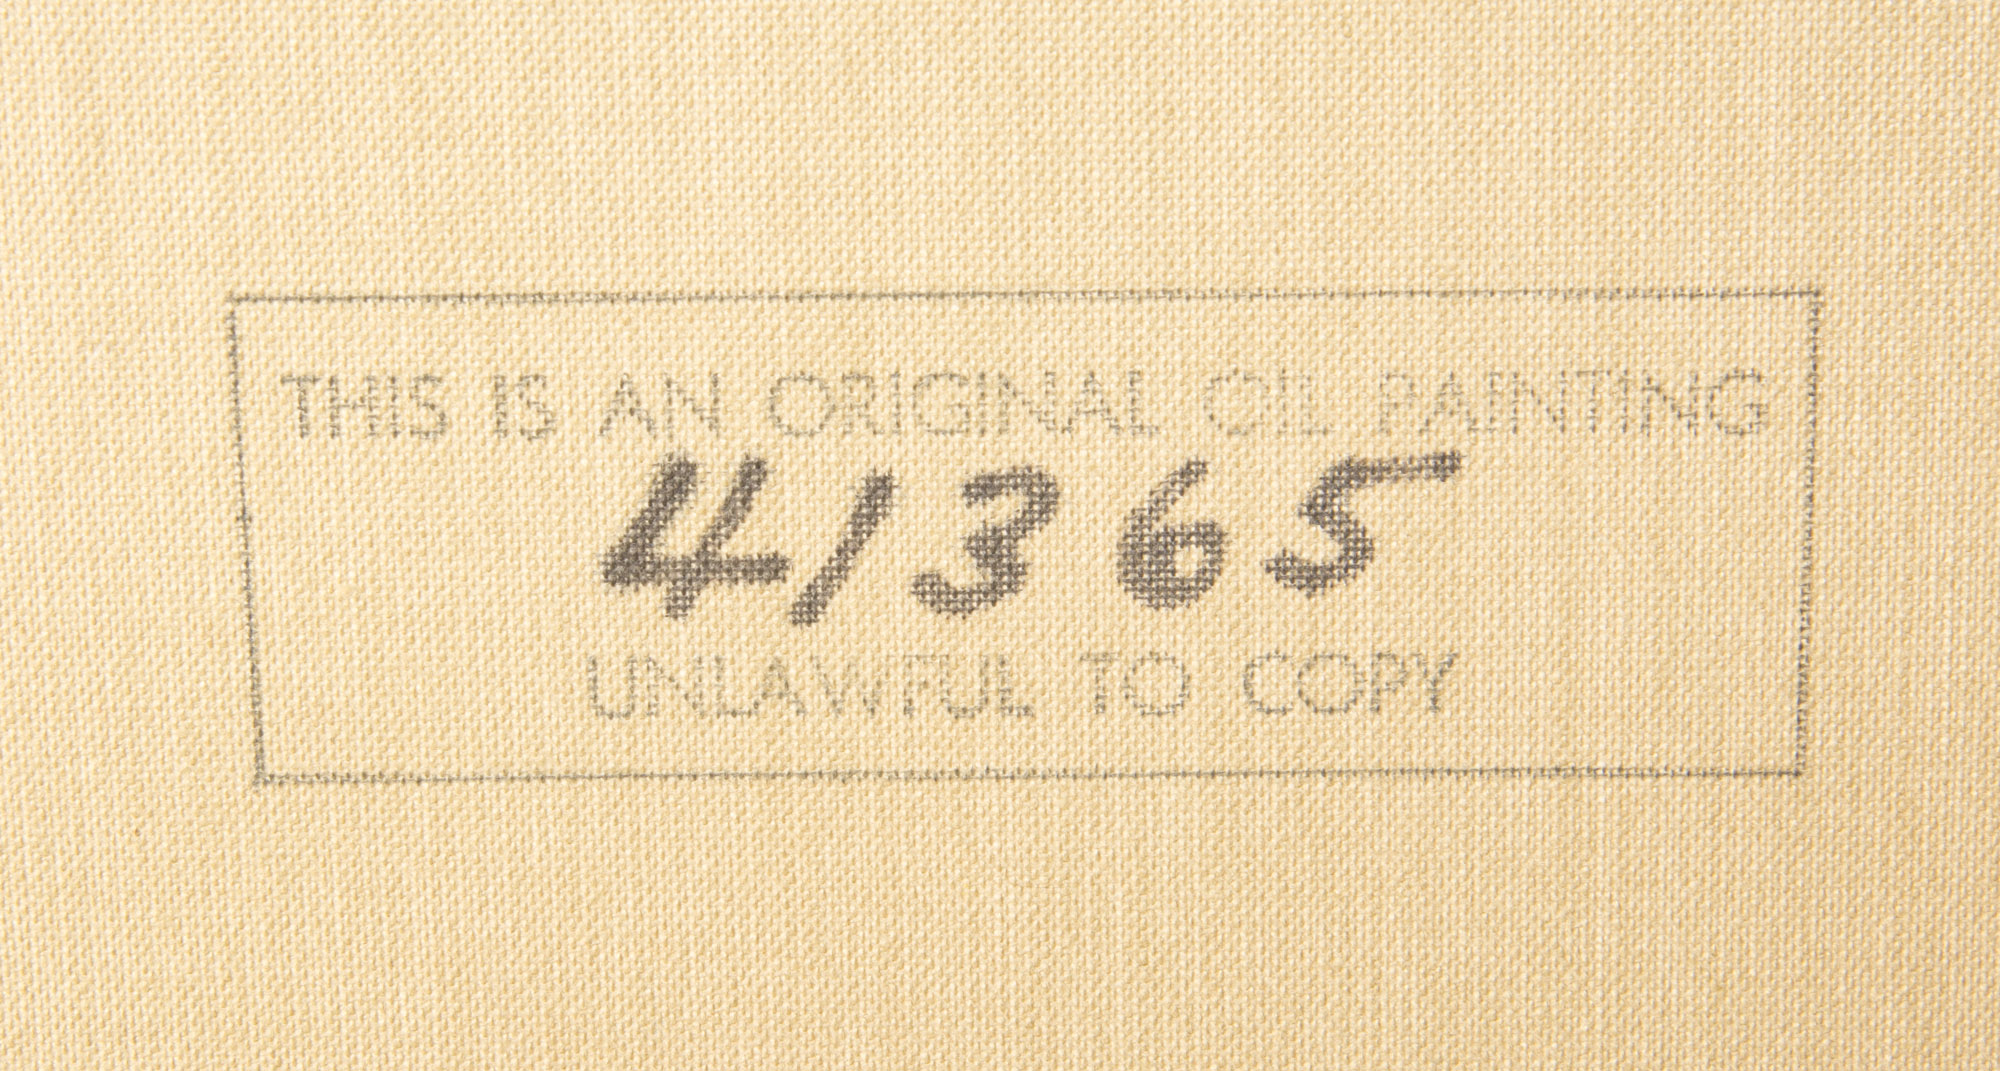 THIS IS AN ORIGINAL OIL PAINTING
41365
UNLAWFUL TO COPY